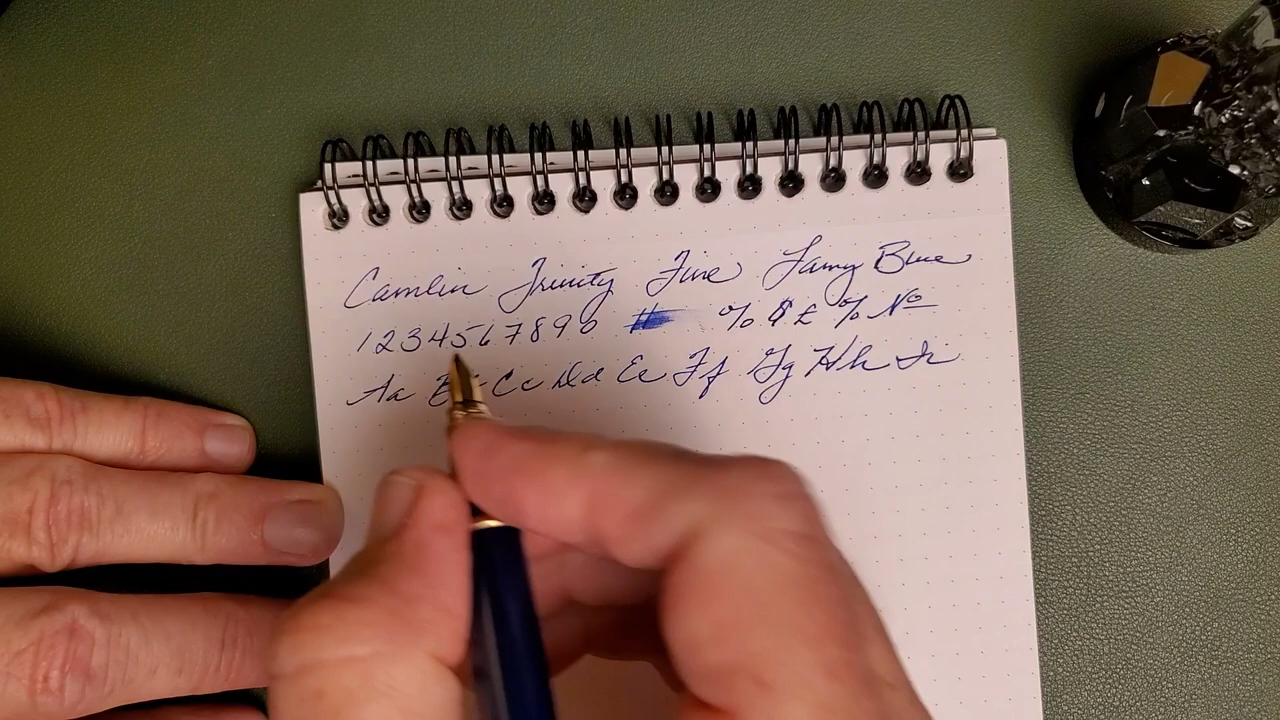 Camlin Trinity Fine Lamy Blue
1234567890 # % $ £ % No
Aa B Cc Dd Ee Ff Gg Hh Ii